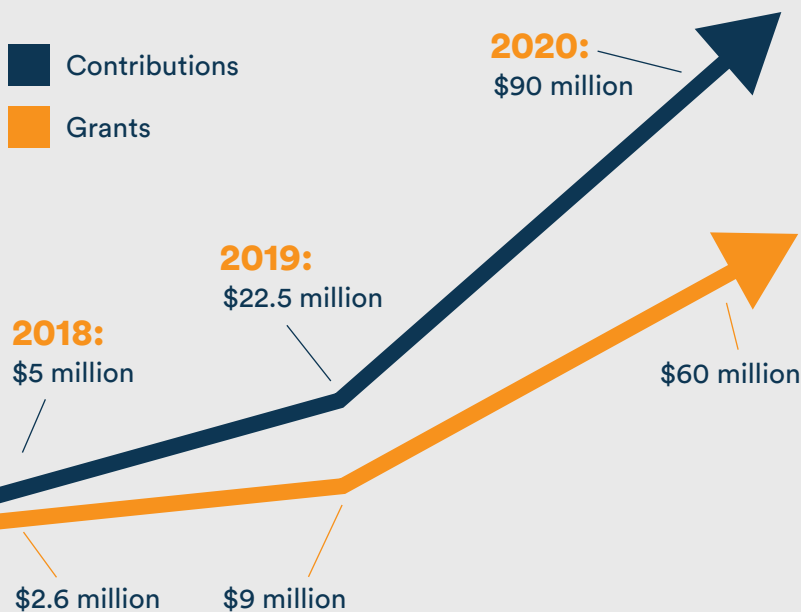 Contributions
Grants
2020:
$90 million
2019:
$22.5 million
2018:
$5 million
$60 million
$2.6 million
$9 million